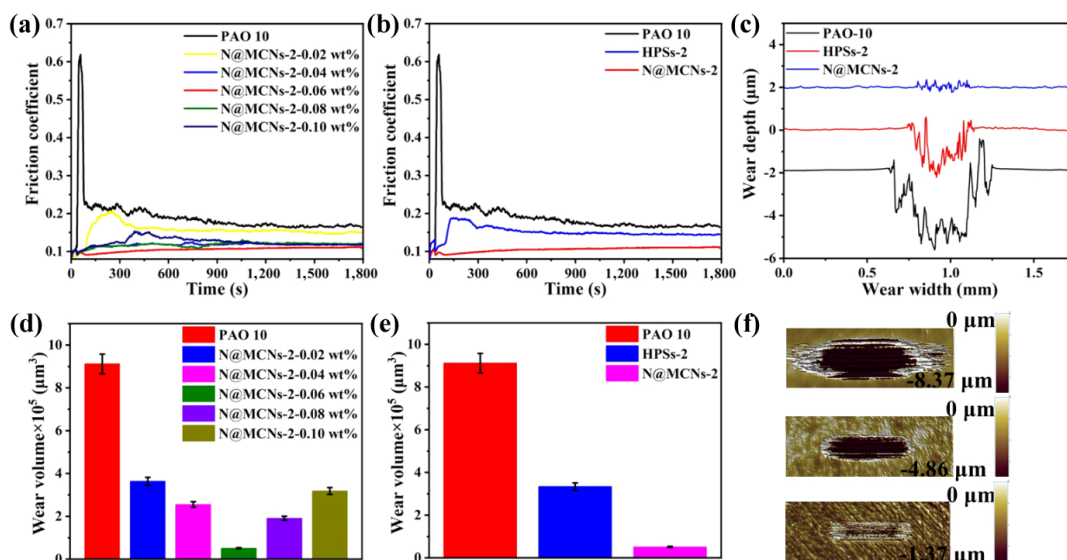 (a)
0.7
0.6
0.5
0.4
0.3
0.2
0.1
Friction coefficient
PAO 10
N@MCNs-2-0.02 wt%
N@MCNs-2-0.04 wt%
N@MCNs-2-0.06 wt%
N@MCNs-2-0.08 wt%
N@MCNs-2-0.10 wt%
0 300 600 900 1,200 1,500 1,800
Time (s)
(b)
0.7
0.6
0.5
0.4
0.3
0.2
0.1
Friction coefficient
PAO 10
HPSs-2
N@MCNs-2
0 300 600 900 1,200 1,500 1,800
Time (s)
(c)
4
2
0
-2
-4
-6
Wear depth (μm)
PAO-10
HPSs-2
N@MCNs-2
0.0 0.5 1.0 1.5
Wear width (mm)
(d)
10
8
6
4
2
0
Wear volume×10⁵ (μm³)
PAO 10
N@MCNs-2-0.02 wt%
N@MCNs-2-0.04 wt%
N@MCNs-2-0.06 wt%
N@MCNs-2-0.08 wt%
N@MCNs-2-0.10 wt%
(e)
10
8
6
4
2
0
Wear volume×10⁵ (μm³)
PAO 10
HPSs-2
N@MCNs-2
(f)
0 μm
-8.37 μm
0 μm
-4.86 μm
0 μm
μm